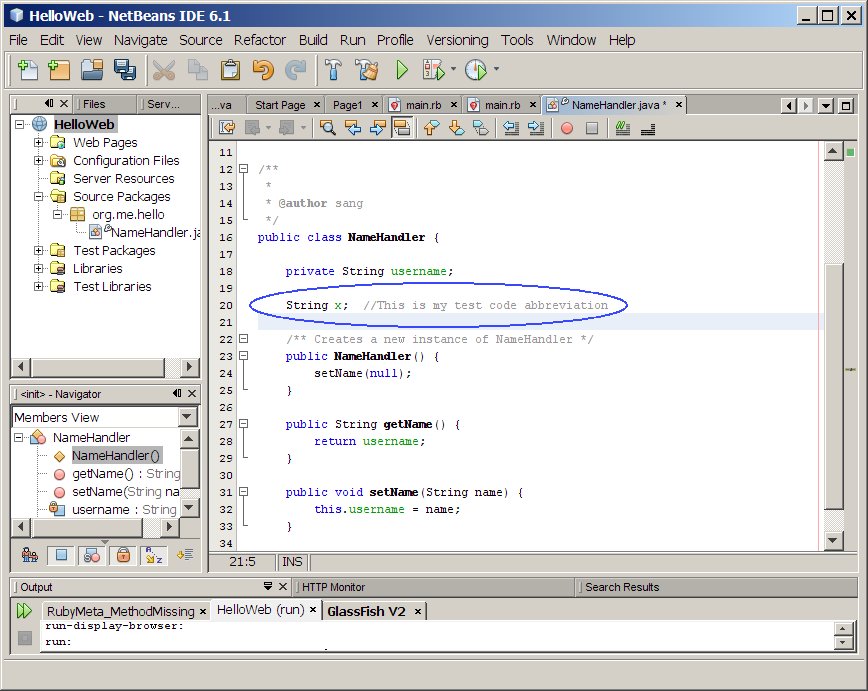 HelloWeb - NetBeans IDE 6.1
File Edit View Navigate Source Refactor Build Run Profile Versioning Tools Window Help
Files Serv...
...va Start Page Page1 main.rb main.rb NameHandler.java *
HelloWeb
Web Pages
Configuration Files
Server Resources
Source Packages
org.me.hello
NameHandler.ja
Test Packages
Libraries
Test Libraries
<init> - Navigator
Members View
NameHandler
NameHandler()
getName() : String
setName(String na
username : String
11
12 /**
13 *
14 * @author sang
15 */
16 public class NameHandler {
17
18 private String username;
19
20 String x; //This is my test code abbreviation
21
22 /** Creates a new instance of NameHandler */
23 public NameHandler() {
24 setName(null);
25 }
26
27 public String getName() {
28 return username;
29 }
30
31 public void setName(String name) {
32 this.username = name;
33 }
34
21:5 INS
Output HTTP Monitor Search Results
RubyMeta_MethodMissing HelloWeb (run) GlassFish V2
run-display-browser:
run: